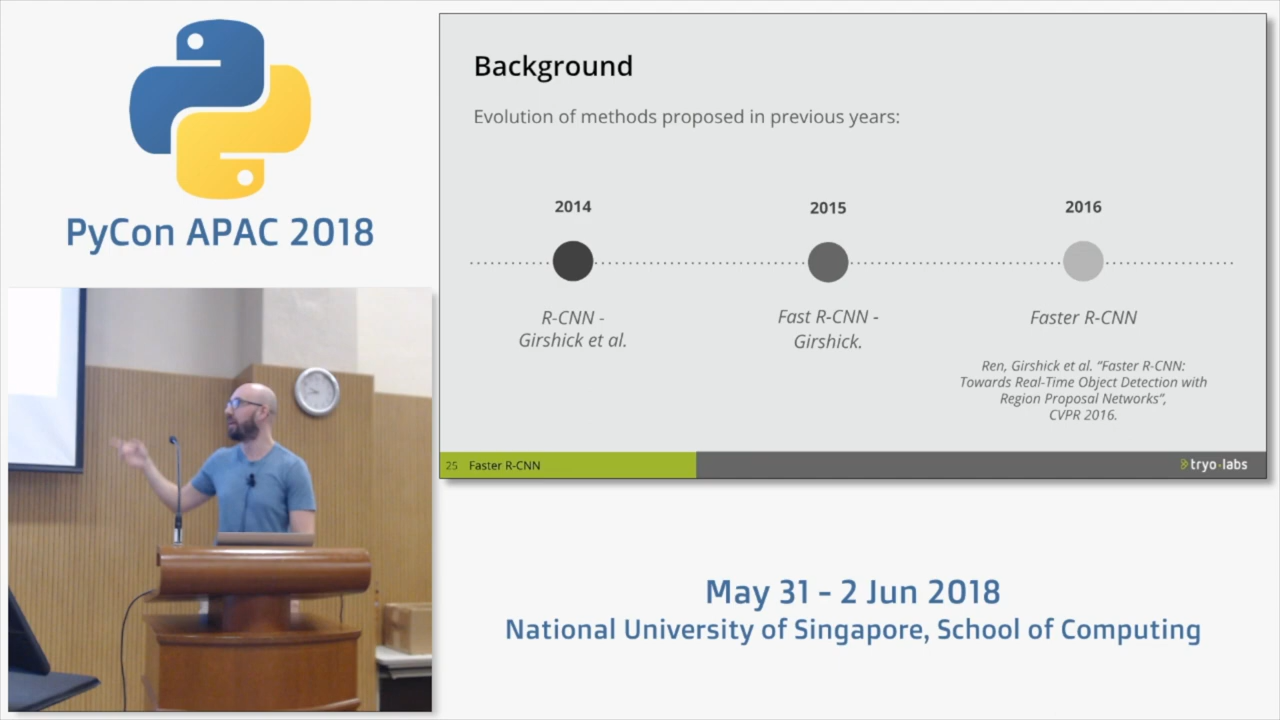 PyCon APAC 2018
Background
Evolution of methods proposed in previous years:
2014
2015
2016
R-CNN -
Girshick et al.
Fast R-CNN -
Girshick.
Faster R-CNN
Ren, Girshick et al. “Faster R-CNN:
Towards Real-Time Object Detection with
Region Proposal Networks”,
CVPR 2016.
25 Faster R-CNN
tryo·labs
May 31 - 2 Jun 2018
National University of Singapore, School of Computing